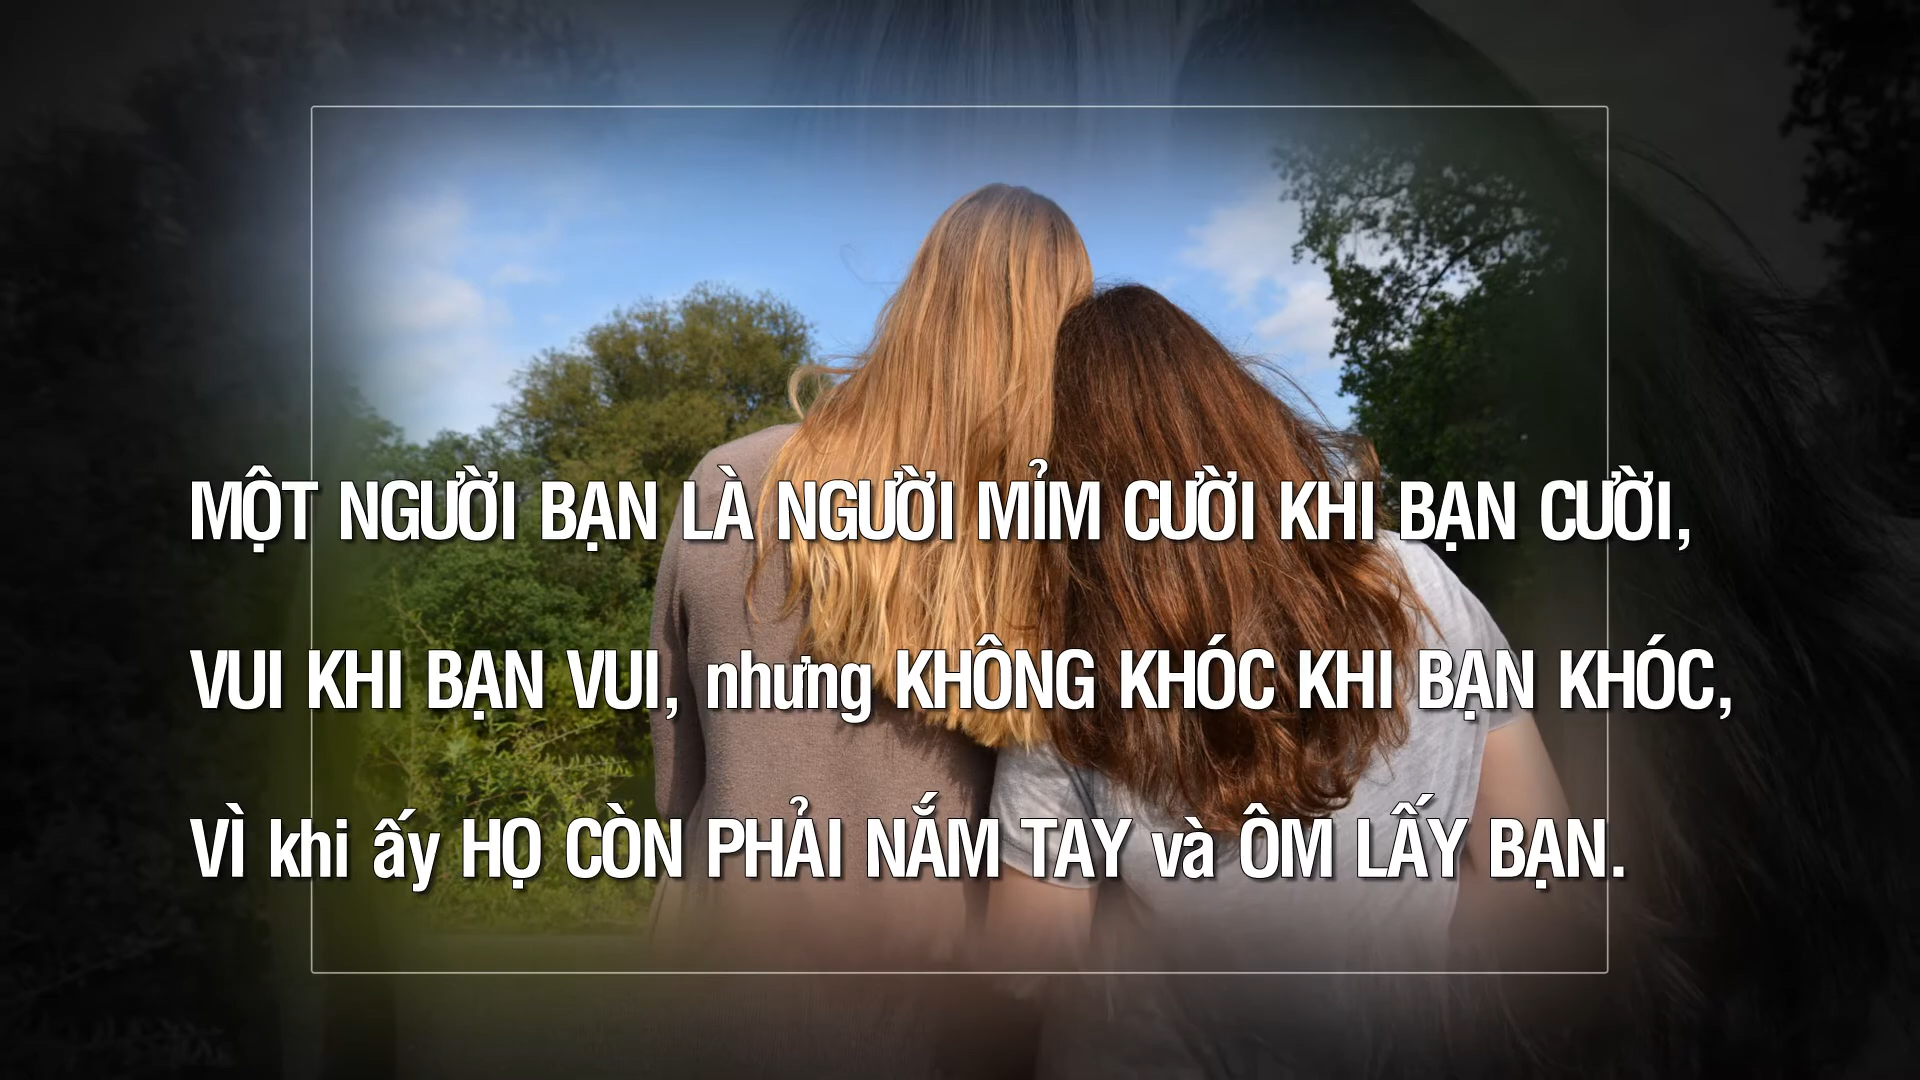 MỘT NGƯỜI BẠN LÀ NGƯỜI MỈM CƯỜI KHI BẠN CƯỜI,
VUI KHI BẠN VUI, nhưng KHÔNG KHÓC KHI BẠN KHÓC,
VÌ khi ấy HỌ CÒN PHẢI NẮM TAY và ÔM LẤY BẠN.